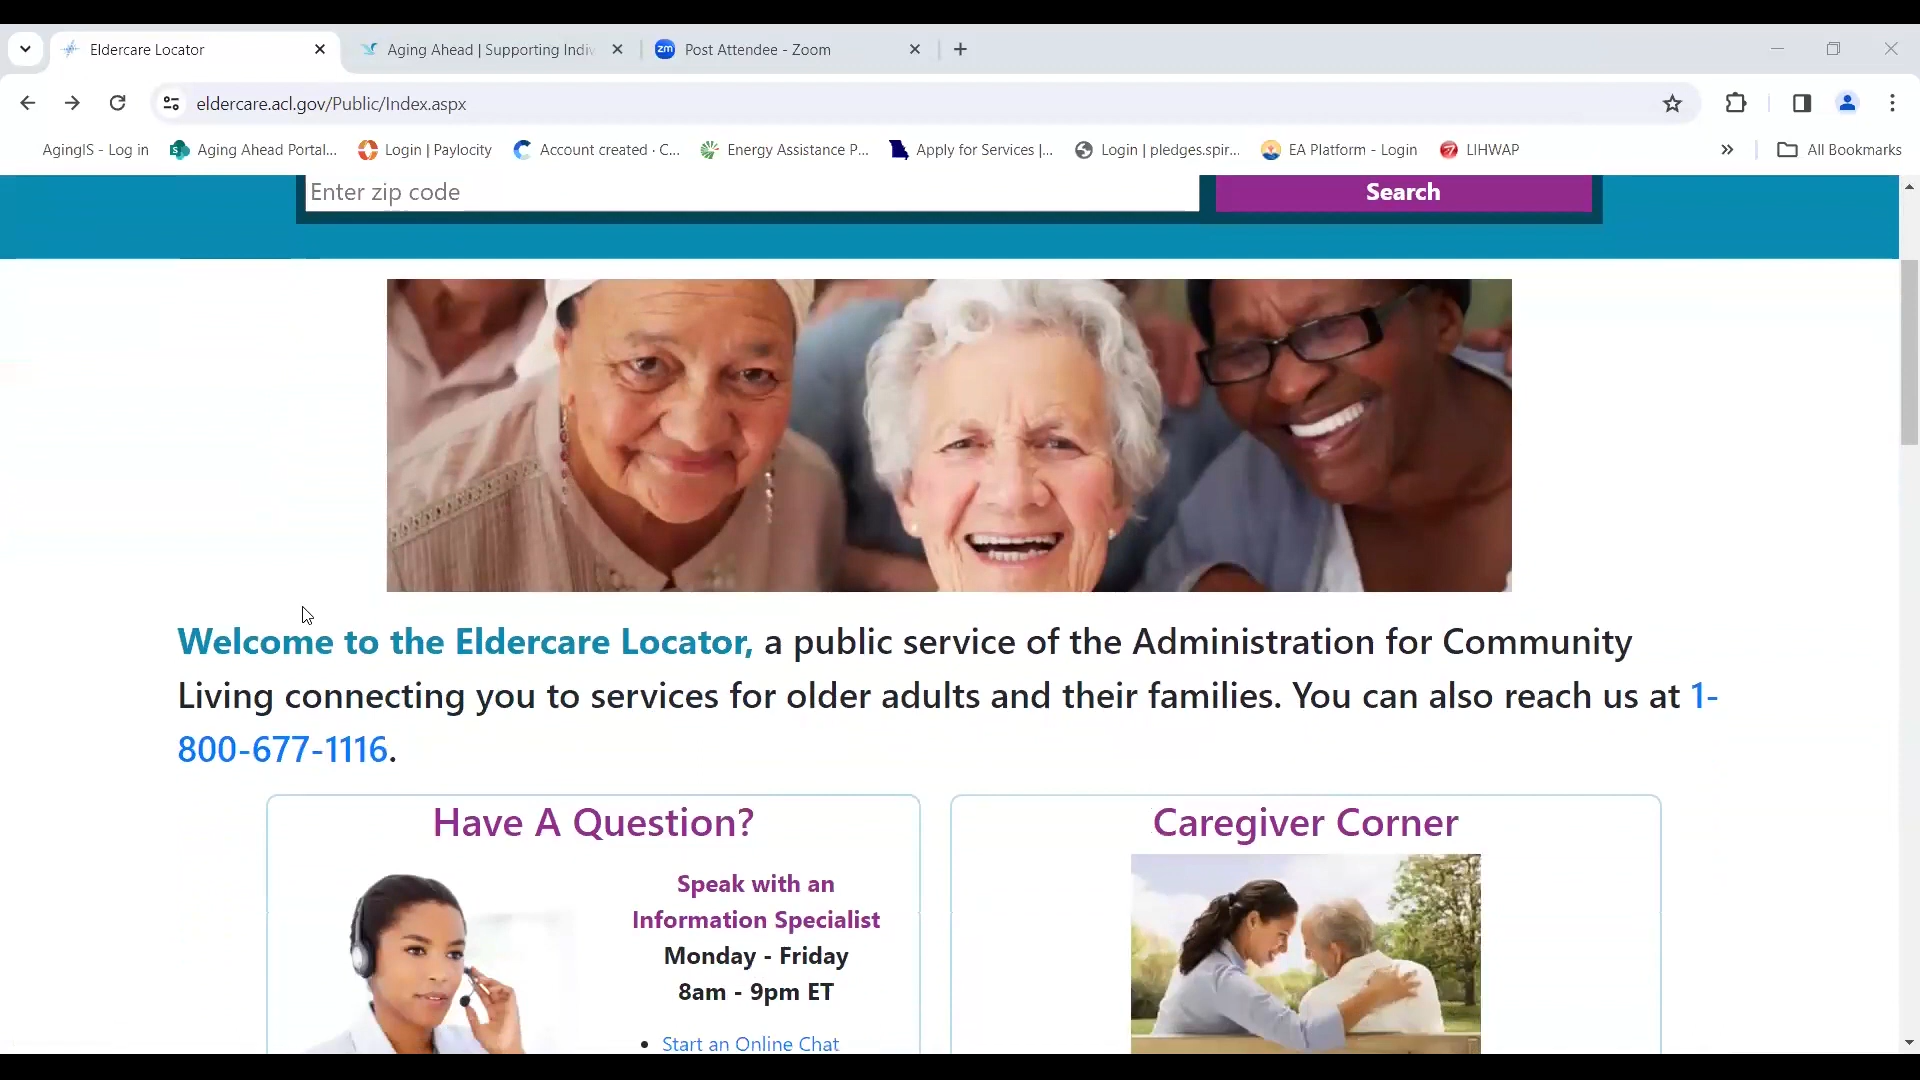 Eldercare Locator
Aging Ahead | Supporting Indiv
Post Attendee - Zoom
eldercare.acl.gov/Public/Index.aspx
AgingIS - Log in
Aging Ahead Portal...
Login | Paylocity
Account created · C...
Energy Assistance P...
Apply for Services |...
Login | pledges.spir...
EA Platform - Login
LIHWAP
All Bookmarks
Enter zip code
Search
Welcome to the Eldercare Locator, a public service of the Administration for Community
Living connecting you to services for older adults and their families. You can also reach us at 1-
800-677-1116.
Have A Question?
Speak with an
Information Specialist
Monday - Friday
8am - 9pm ET
Start an Online Chat
Caregiver Corner